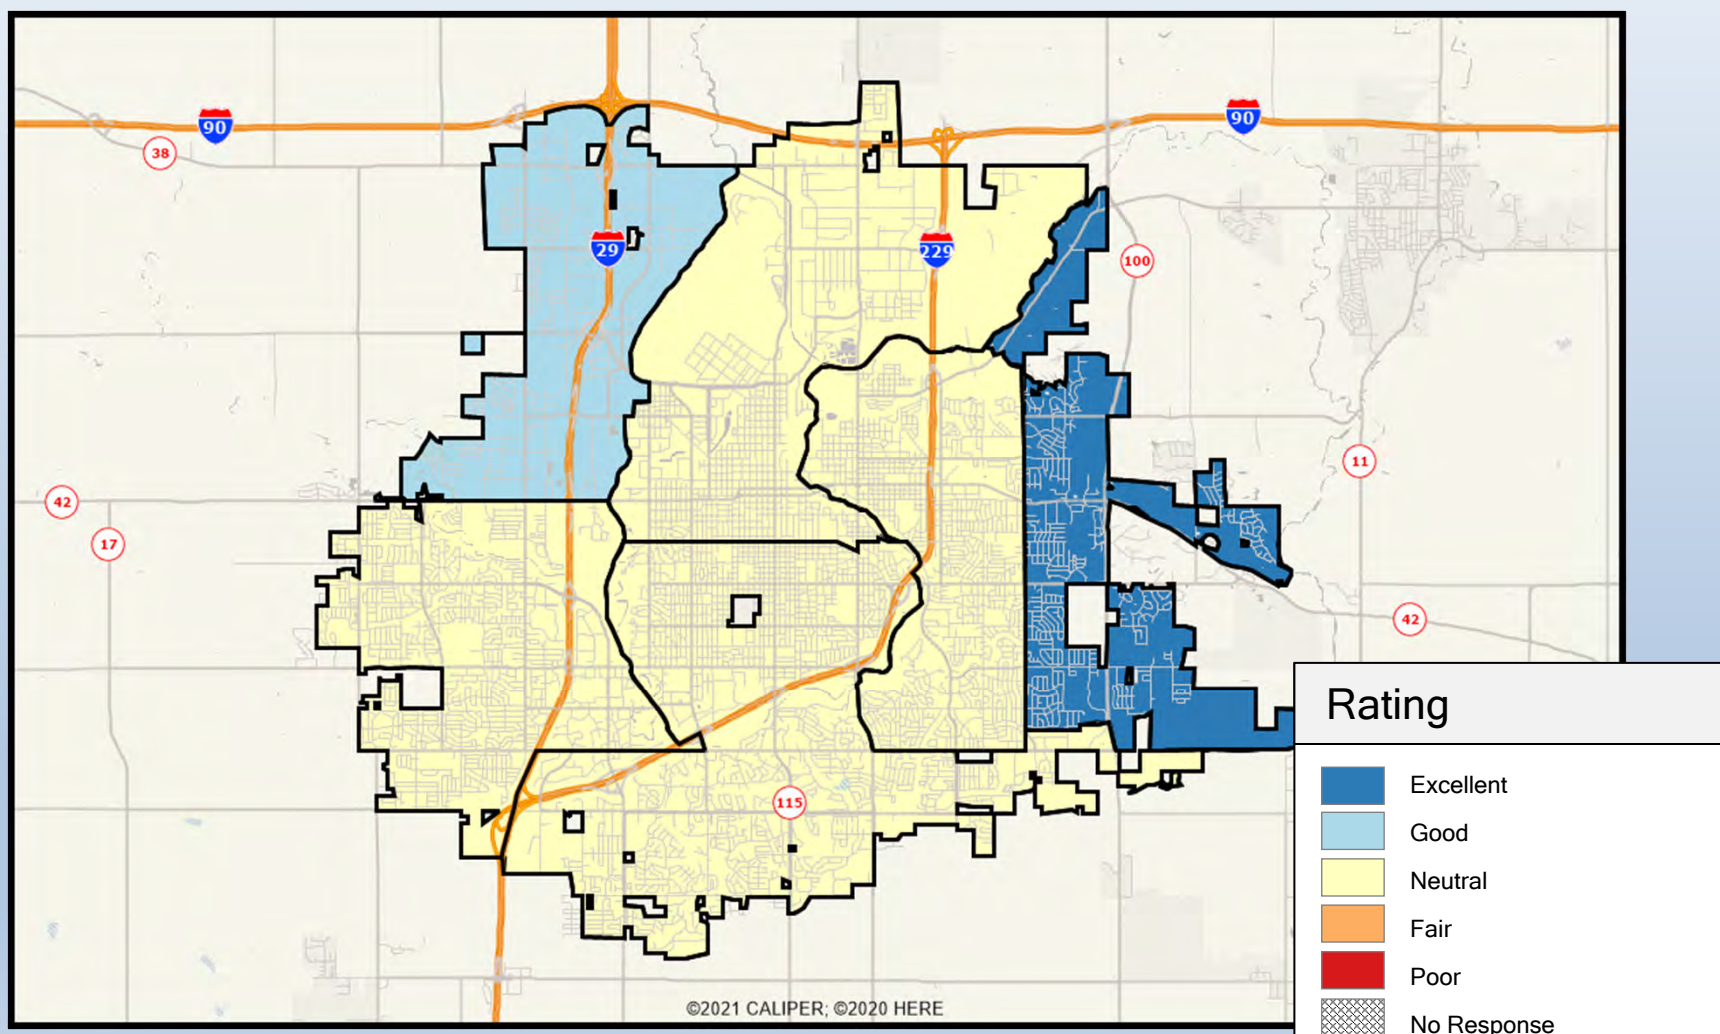 90
90
38
29
229
100
11
42
17
42
115
Rating
Excellent
Good
Neutral
Fair
Poor
No Response
©2021 CALIPER; ©2020 HERE